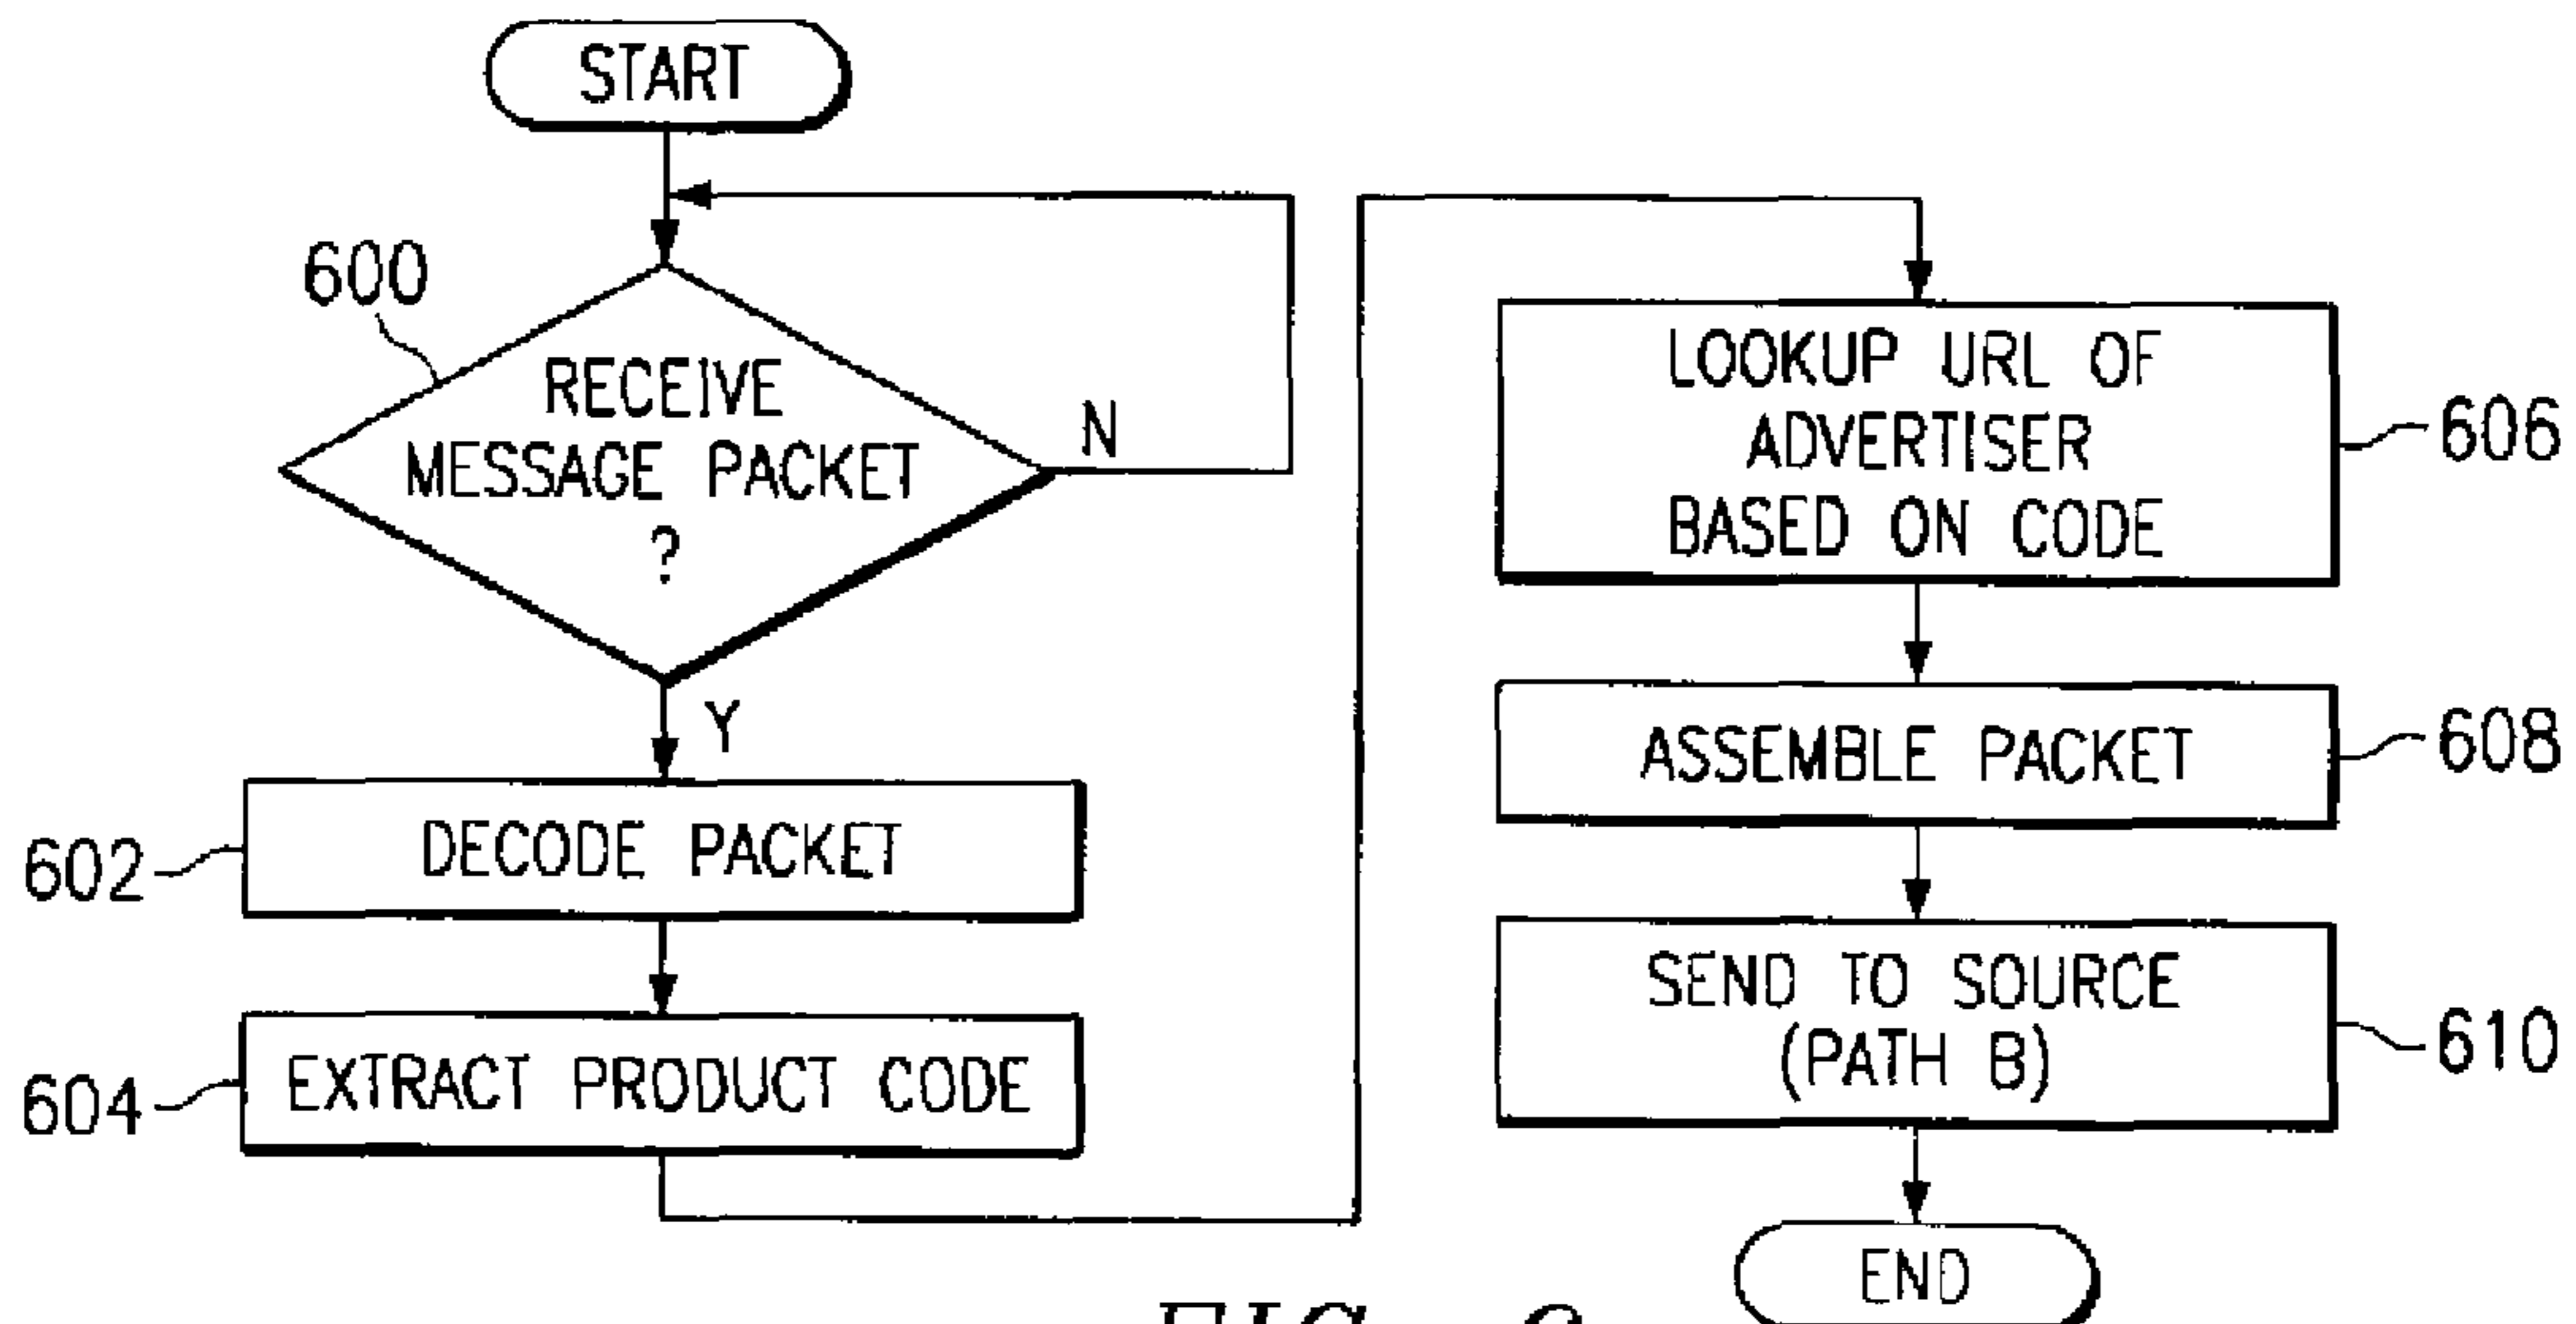 START
600
RECEIVE
MESSAGE PACKET
?
N
Y
602
DECODE PACKET
604
EXTRACT PRODUCT CODE
LOOKUP URL OF
ADVERTISER
BASED ON CODE
606
ASSEMBLE PACKET
608
SEND TO SOURCE
(PATH B)
610
END